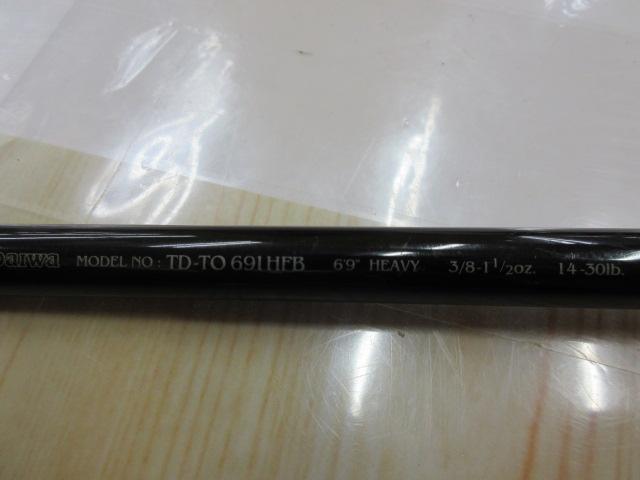 Daiwa MODEL NO : TD-TO 691HFB 6'9" HEAVY 3/8-1 1/2oz. 14-30lb.